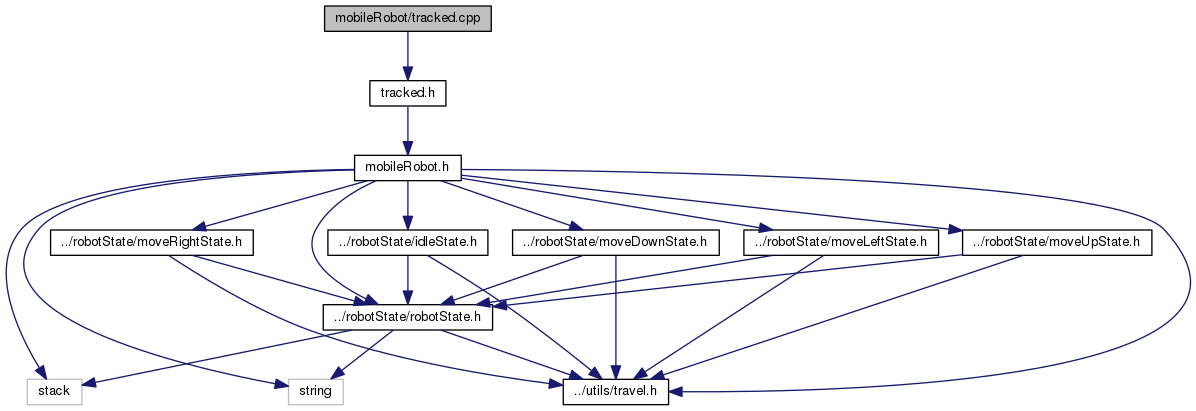 mobileRobot/tracked.cpp
tracked.h
mobileRobot.h
../robotState/moveRightState.h
../robotState/idleState.h
../robotState/moveDownState.h
../robotState/moveLeftState.h
../robotState/moveUpState.h
../robotState/robotState.h
stack
string
../utils/travel.h